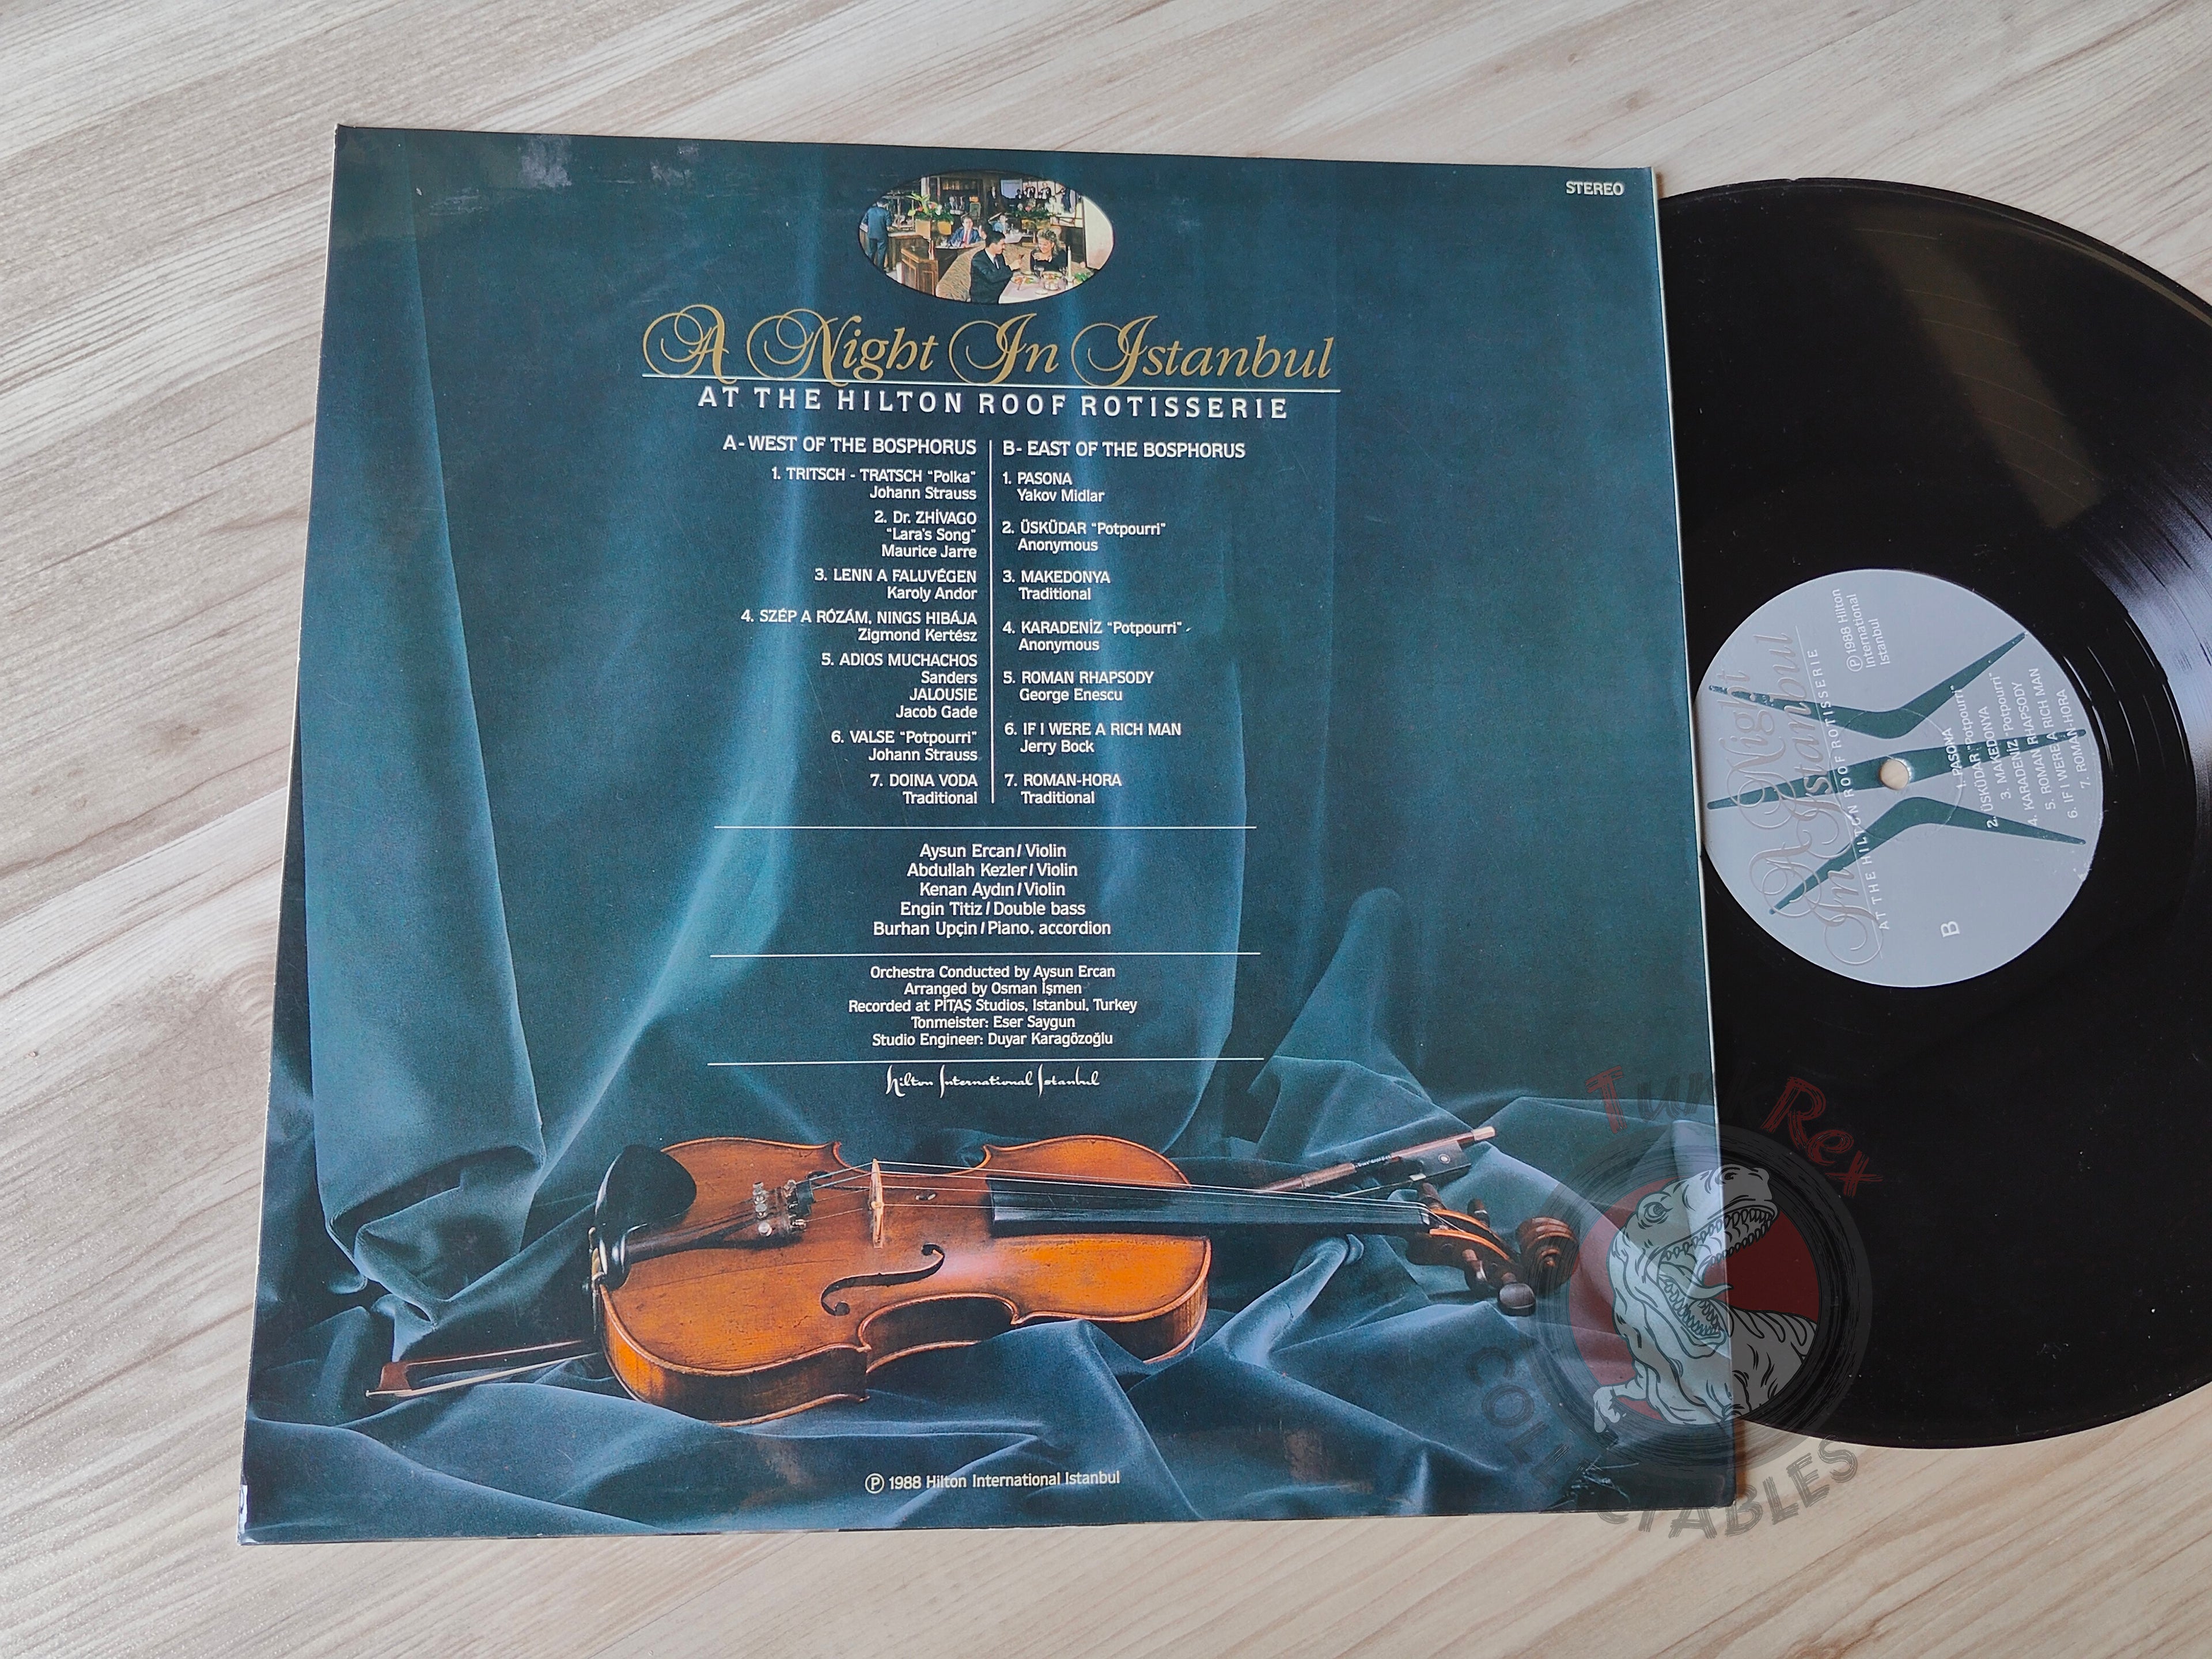 STEREO
A Night In Istanbul
AT THE HILTON ROOF ROTISSERIE
A - WEST OF THE BOSPHORUS
1. TRITSCH - TRATSCH "Polka"
Johann Strauss
2. Dr. ZHİVAGO
"Lara's Song"
Maurice Jarre
3. LENN A FALUVÉGEN
Karoly Andor
4. SZÉP A RÓZÁM, NINGS HIBÁJA
Zigmond Kertész
5. ADIOS MUCHACHOS
Sanders
JALOUSIE
Jacob Gade
6. VALSE "Potpourri"
Johann Strauss
7. DOINA VODA
Traditional
B - EAST OF THE BOSPHORUS
1. PASONA
Yakov Midlar
2. ÜSKÜDAR "Potpourri"
Anonymous
3. MAKEDONYA
Traditional
4. KARADENİZ "Potpourri"
Anonymous
5. ROMAN RHAPSODY
George Enescu
6. IF I WERE A RICH MAN
Jerry Bock
7. ROMAN-HORA
Traditional
Aysun Ercan / Violin
Abdullah Kezler / Violin
Kenan Aydın / Violin
Engin Titiz / Double bass
Burhan Upçin / Piano, accordion
Orchestra Conducted by Aysun Ercan
Arranged by Osman İşmen
Recorded at PİTAŞ Studios, Istanbul, Turkey
Tonmeister: Eser Saygun
Studio Engineer: Duyar Karagözoğlu
Hilton International Istanbul
℗ 1988 Hilton International Istanbul
A Night
In Istanbul
AT THE HILTON ROOF ROTISSERIE
℗ 1988 Hilton
International
Istanbul
1. PASONA
2. ÜSKÜDAR "Potpourri"
3. MAKEDONYA
4. KARADENİZ "Potpourri"
5. ROMAN RHAPSODY
6. IF I WERE A RICH MAN
7. ROMAN-HORA
B
Rex